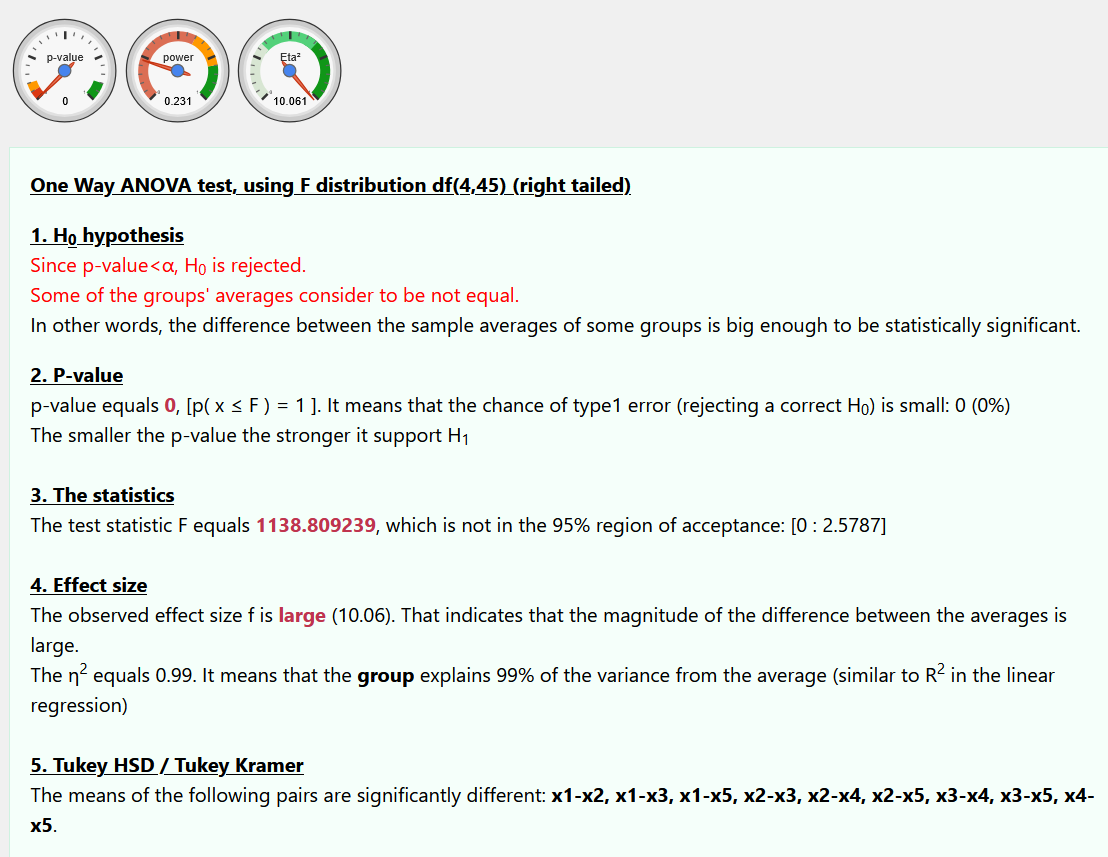 p-value
0
power
0.231
Eta²
10.061
One Way ANOVA test, using F distribution df(4,45) (right tailed)
1. H₀ hypothesis
Since p-value<α, H₀ is rejected.
Some of the groups' averages consider to be not equal.
In other words, the difference between the sample averages of some groups is big enough to be statistically significant.
2. P-value
p-value equals 0, [p( x ≤ F ) = 1 ]. It means that the chance of type1 error (rejecting a correct H₀) is small: 0 (0%)
The smaller the p-value the stronger it support H₁
3. The statistics
The test statistic F equals 1138.809239, which is not in the 95% region of acceptance: [0 : 2.5787]
4. Effect size
The observed effect size f is large (10.06). That indicates that the magnitude of the difference between the averages is
large.
The η² equals 0.99. It means that the group explains 99% of the variance from the average (similar to R² in the linear
regression)
5. Tukey HSD / Tukey Kramer
The means of the following pairs are significantly different: x1-x2, x1-x3, x1-x5, x2-x3, x2-x4, x2-x5, x3-x4, x3-x5, x4-
x5.